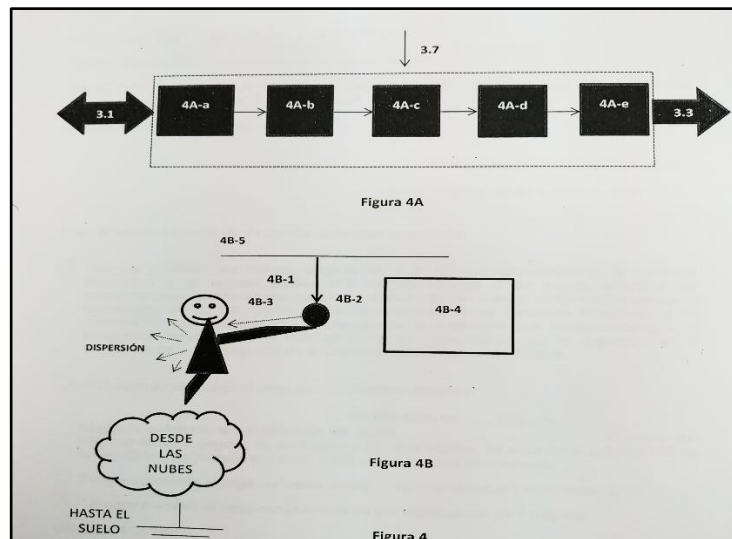 3.7
3.1
4A-a
4A-b
4A-c
4A-d
4A-e
3.3
Figura 4A
4B-5
4B-1
4B-3
4B-2
4B-4
DISPERSIÓN
DESDE
LAS
NUBES
Figura 4B
HASTA EL
SUELO
Figura 4